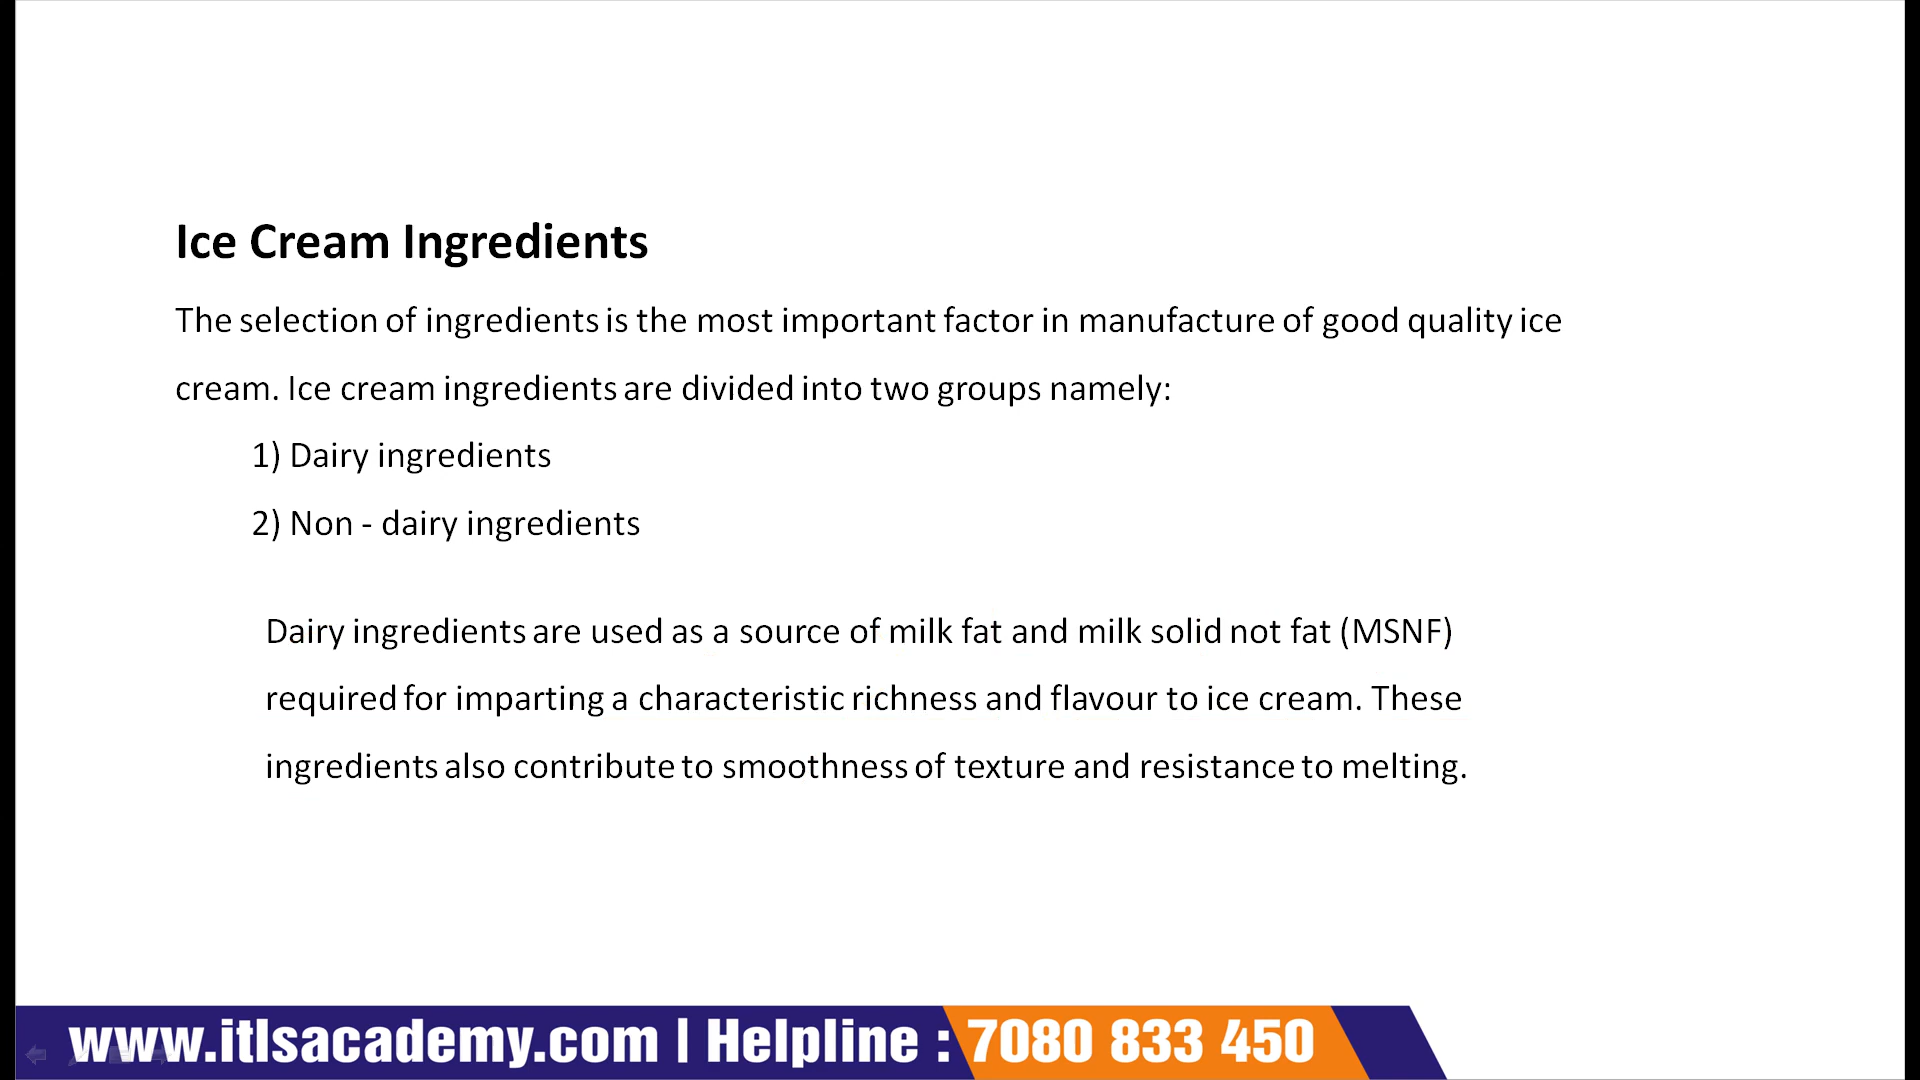 Ice Cream Ingredients
The selection of ingredients is the most important factor in manufacture of good quality ice
cream. Ice cream ingredients are divided into two groups namely:
1) Dairy ingredients
2) Non - dairy ingredients
Dairy ingredients are used as a source of milk fat and milk solid not fat (MSNF)
required for imparting a characteristic richness and flavour to ice cream. These
ingredients also contribute to smoothness of texture and resistance to melting.
www.itlsacademy.com | Helpline : 7080 833 450